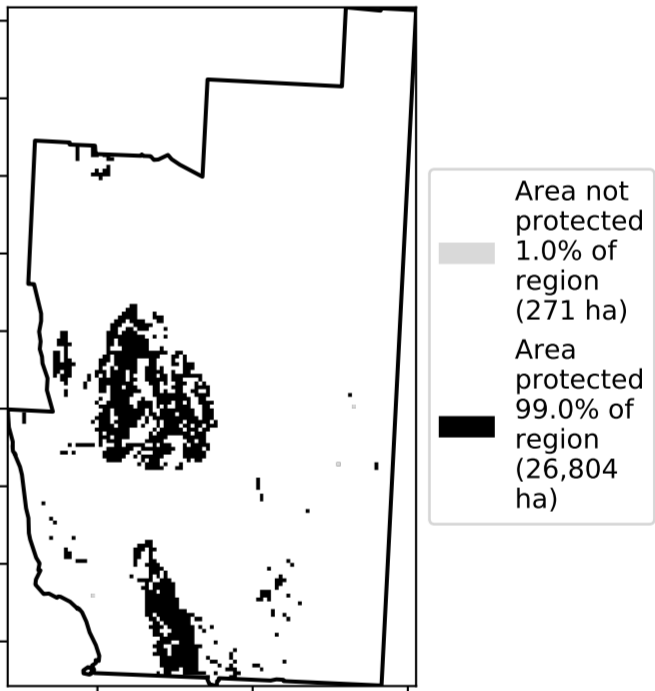 Area not
protected
1.0% of
region
(271 ha)
Area
protected
99.0% of
region
(26,804
ha)